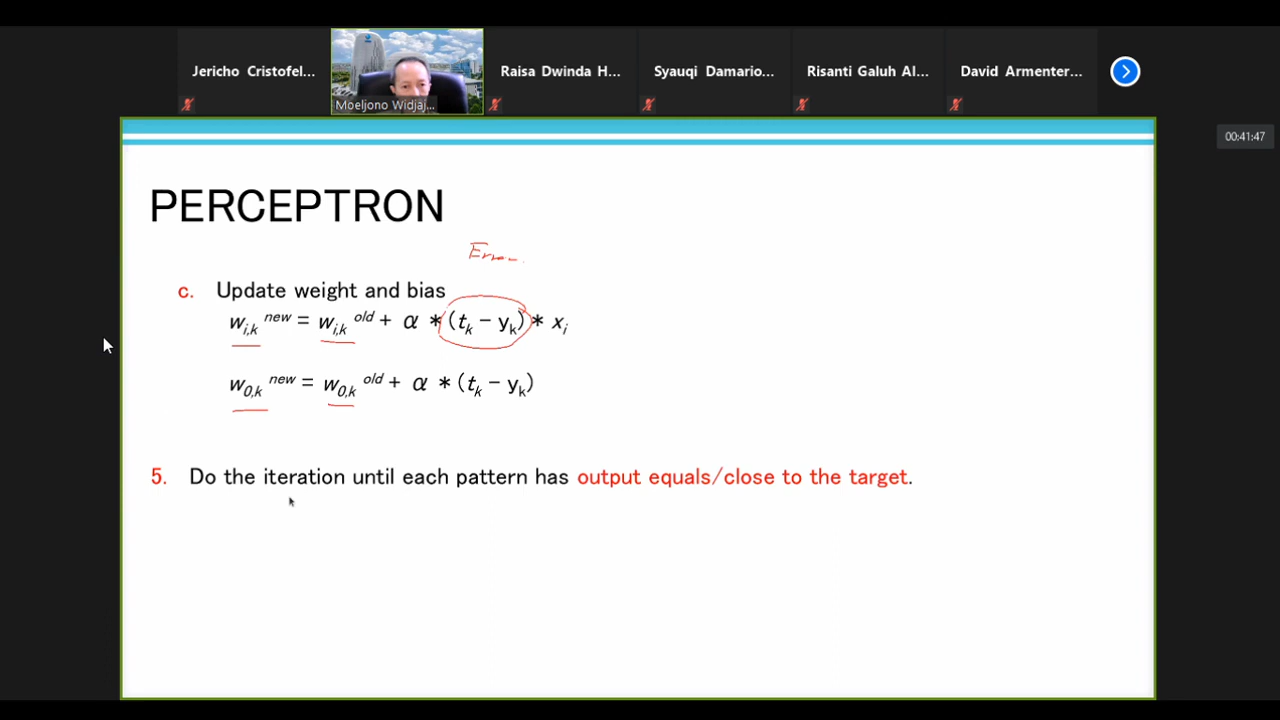 Jericho Cristofel...
Moeljono Widjaj...
Raisa Dwinda H...
Syauqi Damario...
Risanti Galuh Al...
David Armenter...
00:41:47
PERCEPTRON
Error
c. Update weight and bias
w_{i,k}^{new} = w_{i,k}^{old} + α * (t_k − y_k) * x_i
w_{0,k}^{new} = w_{0,k}^{old} + α * (t_k − y_k)
5. Do the iteration until each pattern has output equals/close to the target.